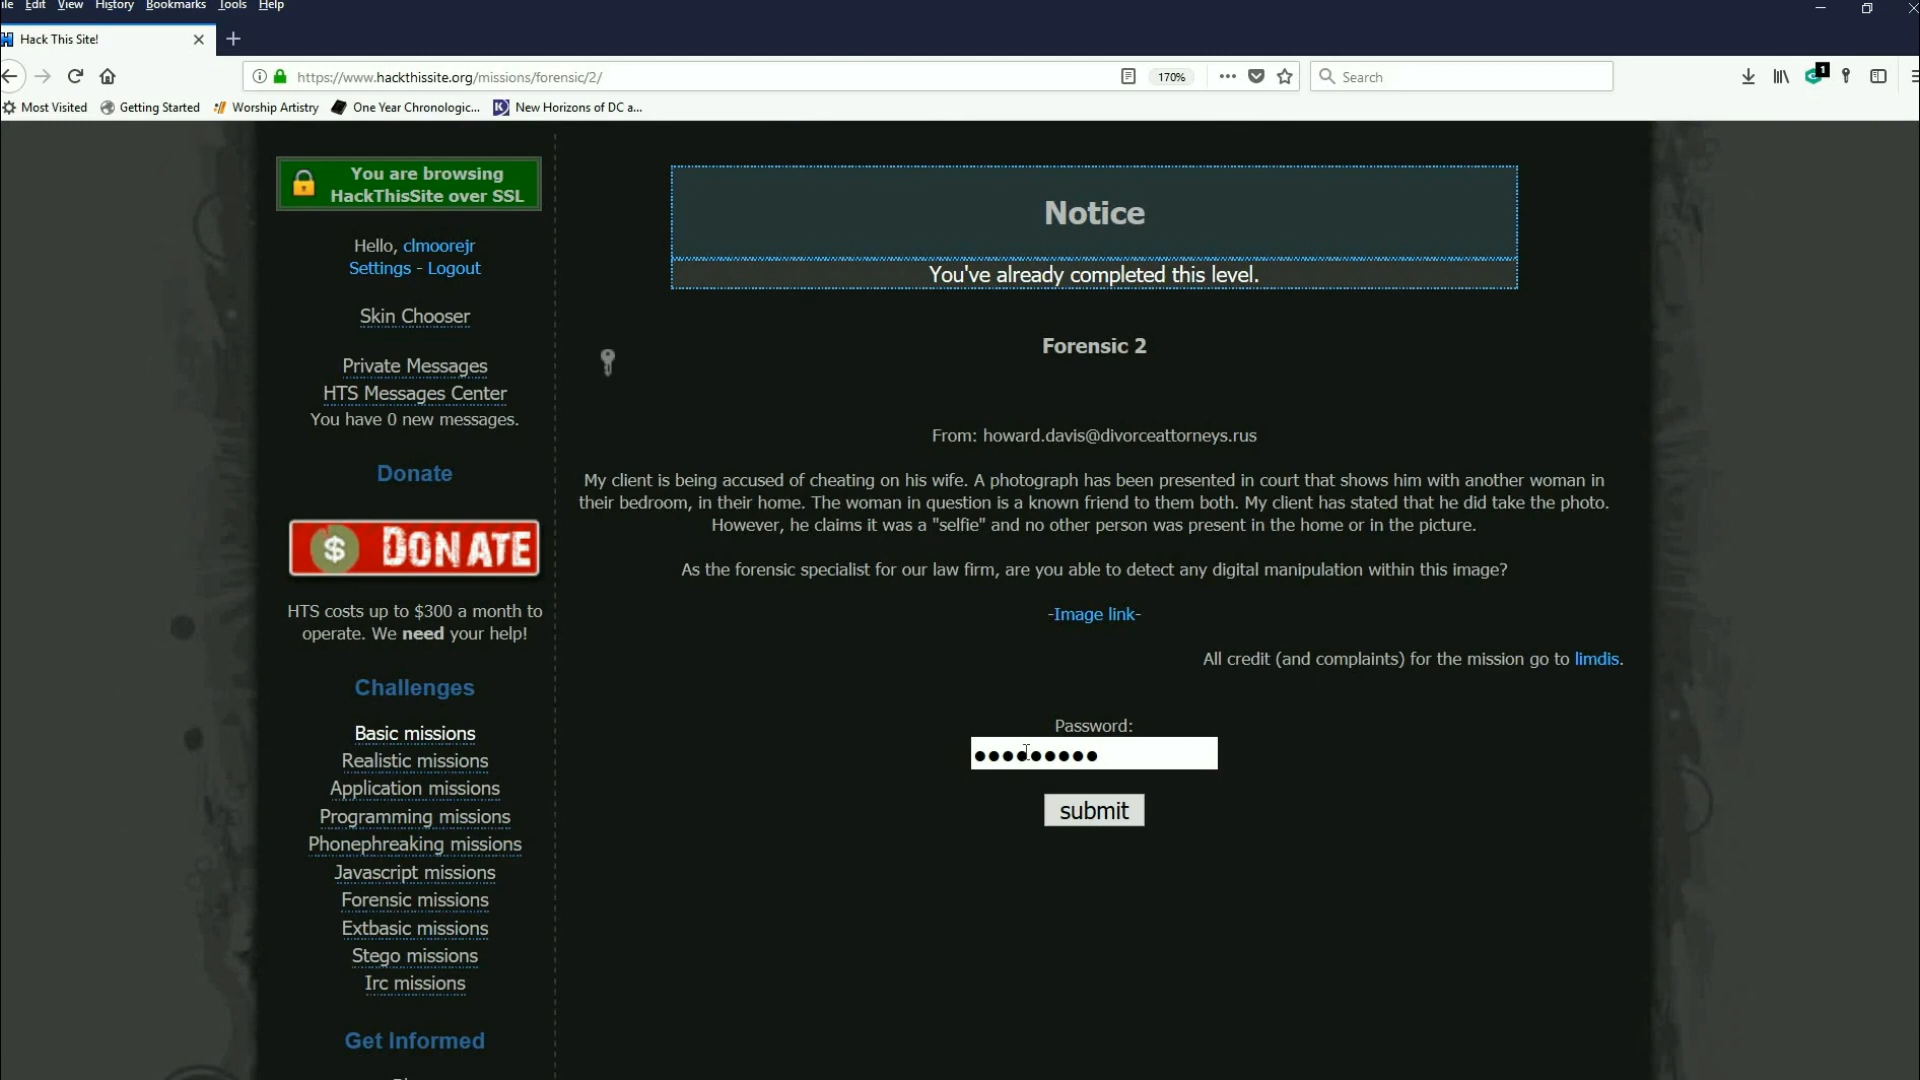 ile Edit View History Bookmarks Tools Help
Hack This Site!
https://www.hackthissite.org/missions/forensic/2/
170%
Search
1
Most Visited Getting Started Worship Artistry One Year Chronologic... New Horizons of DC a...
You are browsing
HackThisSite over SSL
Hello, clmoorejr
Settings - Logout
Skin Chooser
Private Messages
HTS Messages Center
You have 0 new messages.
Donate
$ DONATE
HTS costs up to $300 a month to
operate. We need your help!
Challenges
Basic missions
Realistic missions
Application missions
Programming missions
Phonephreaking missions
Javascript missions
Forensic missions
Extbasic missions
Stego missions
Irc missions
Get Informed
Notice
You've already completed this level.
Forensic 2
From: howard.davis@divorceattorneys.rus
My client is being accused of cheating on his wife. A photograph has been presented in court that shows him with another woman in
their bedroom, in their home. The woman in question is a known friend to them both. My client has stated that he did take the photo.
However, he claims it was a "selfie" and no other person was present in the home or in the picture.
As the forensic specialist for our law firm, are you able to detect any digital manipulation within this image?
-Image link-
All credit (and complaints) for the mission go to limdis.
Password:
●●●●●●●●●
submit